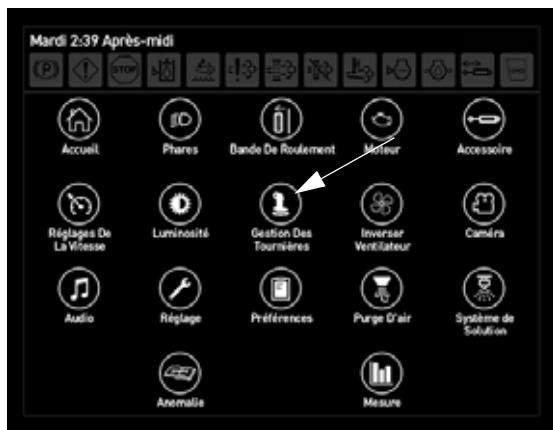 Mardi 2:39 Après-midi
(P) STOP
Accueil Phares Bande De Roulement Moteur Accessoire
Réglages De Luminosité Gestion Des Inverser Caméra
La Vitesse Tournières Ventilateur
Audio Réglage Préférences Purge D'air Système de
Solution
Anomalie Mesure